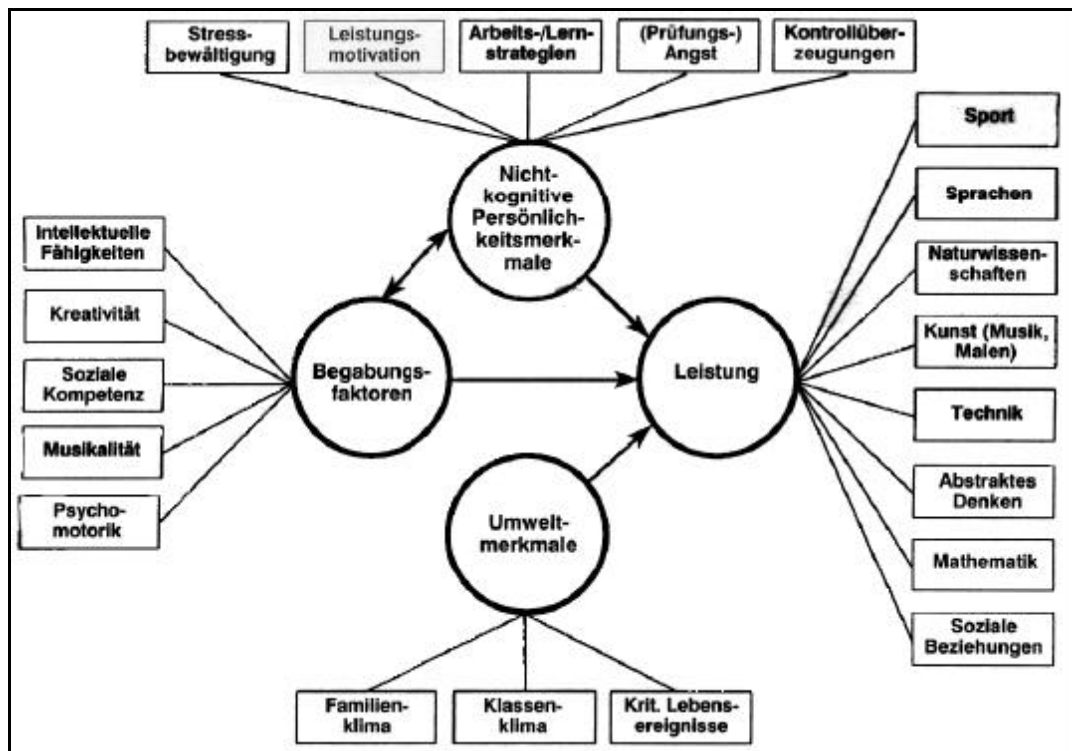 Stress-
bewältigung
Leistungs-
motivation
Arbeits-/Lern-
strategien
(Prüfungs-)
Angst
Kontrollüber-
zeugungen
Nicht-
kognitive
Persönlich-
keitsmerk-
male
Intellektuelle
Fähigkeiten
Kreativität
Soziale
Kompetenz
Musikalität
Psycho-
motorik
Begabungs-
faktoren
Leistung
Umwelt-
merkmale
Familien-
klima
Klassen-
klima
Krit. Lebens-
ereignisse
Sport
Sprachen
Naturwissen-
schaften
Kunst (Musik,
Malen)
Technik
Abstraktes
Denken
Mathematik
Soziale
Beziehungen